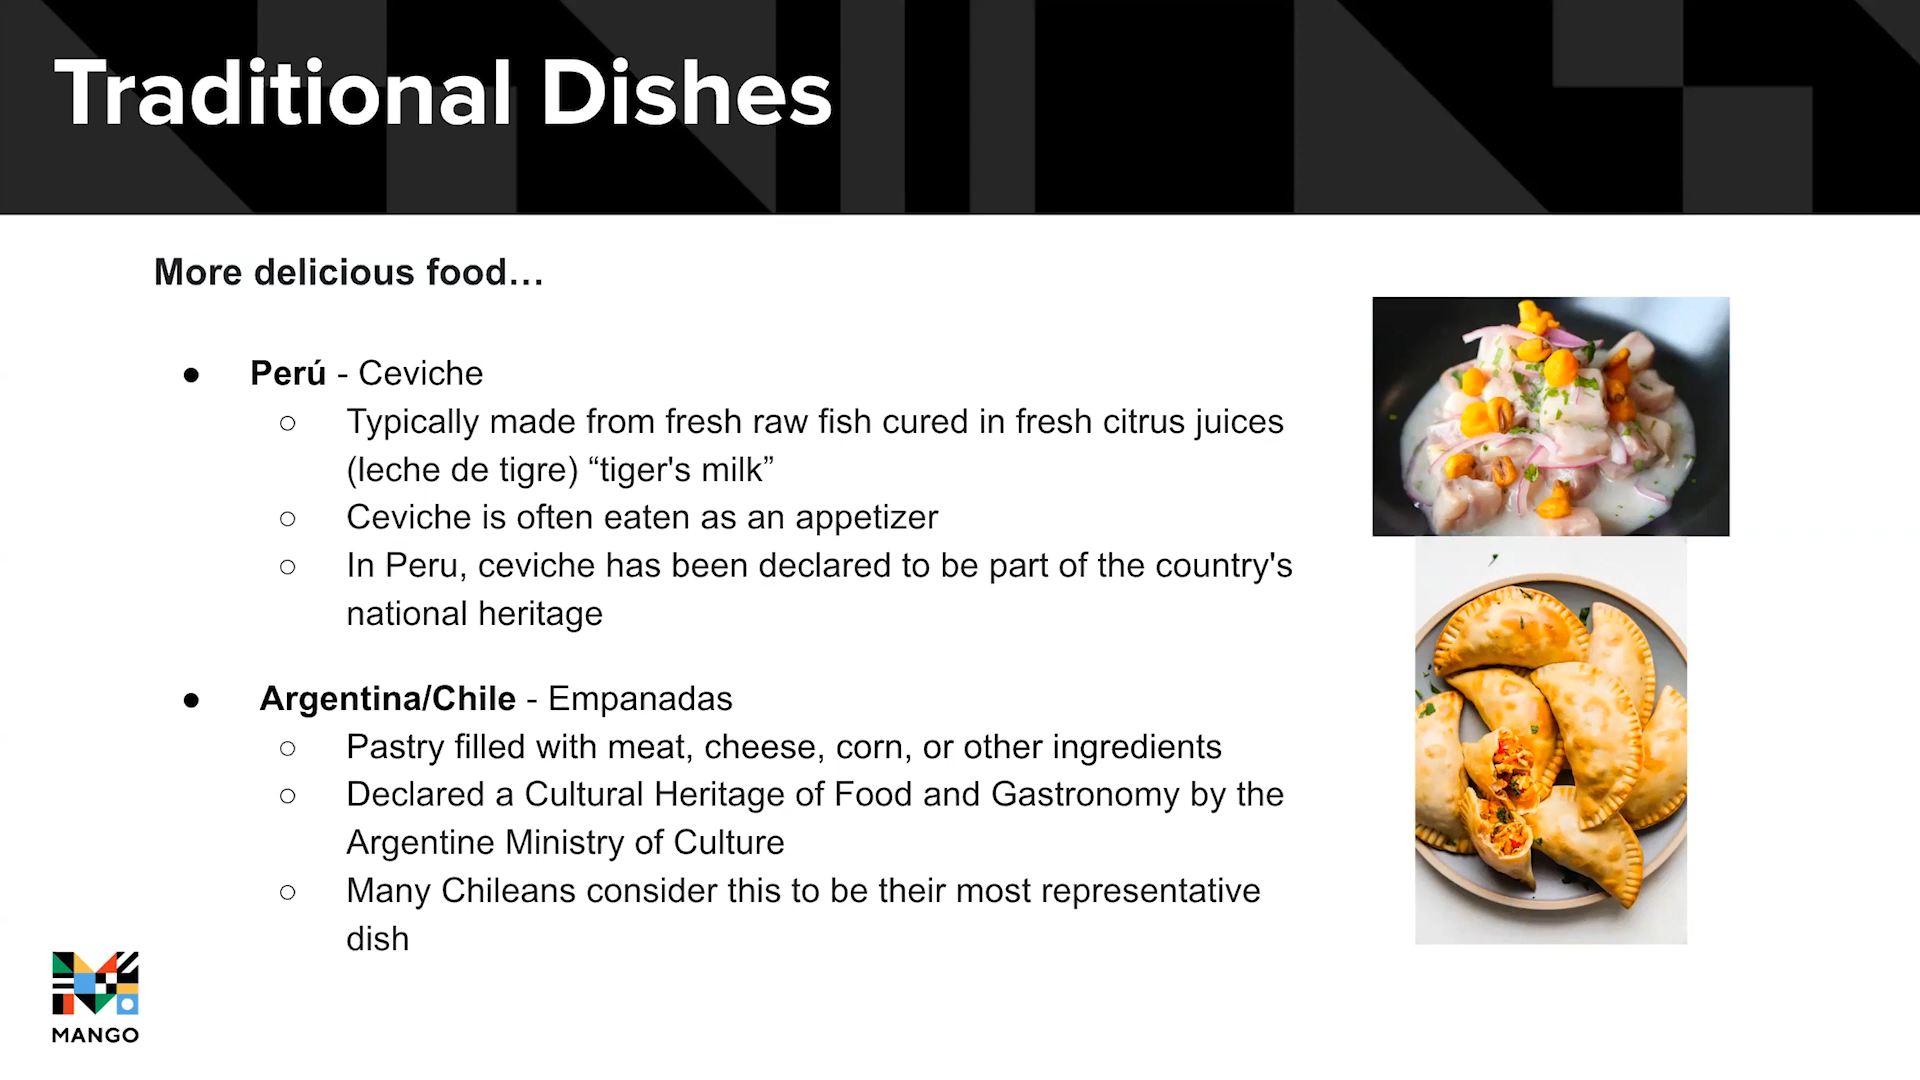 Traditional Dishes
More delicious food…
● Perú - Ceviche
○ Typically made from fresh raw fish cured in fresh citrus juices
(leche de tigre) “tiger's milk”
○ Ceviche is often eaten as an appetizer
○ In Peru, ceviche has been declared to be part of the country's
national heritage
● Argentina/Chile - Empanadas
○ Pastry filled with meat, cheese, corn, or other ingredients
○ Declared a Cultural Heritage of Food and Gastronomy by the
Argentine Ministry of Culture
○ Many Chileans consider this to be their most representative
dish
MANGO